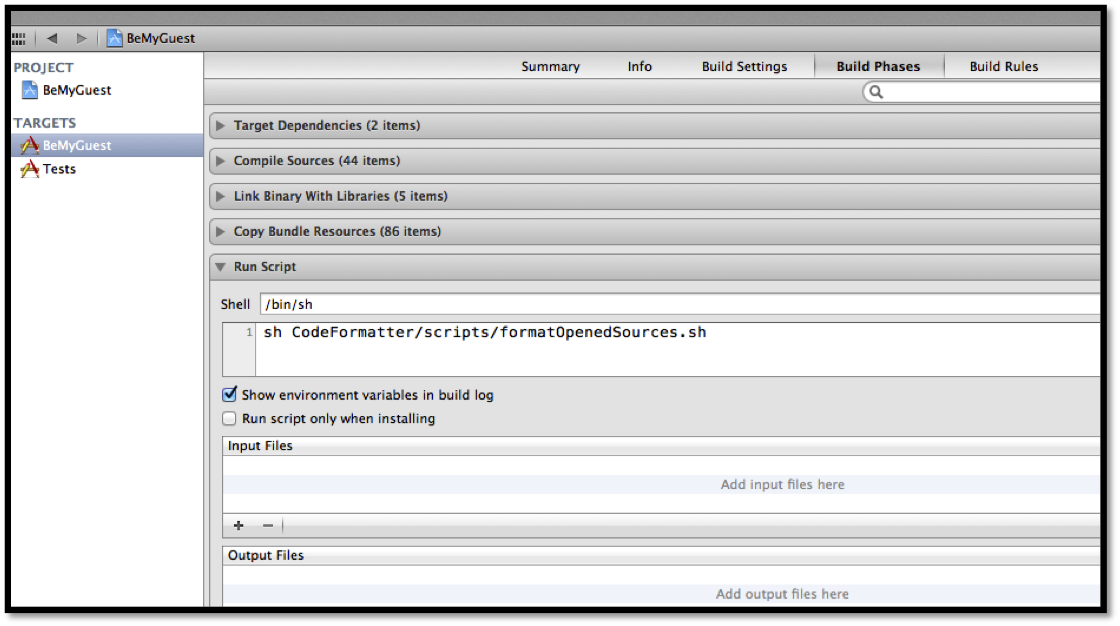 BeMyGuest
PROJECT
BeMyGuest
TARGETS
BeMyGuest
Tests
Summary Info Build Settings Build Phases Build Rules
Target Dependencies (2 items)
Compile Sources (44 items)
Link Binary With Libraries (5 items)
Copy Bundle Resources (86 items)
Run Script
Shell /bin/sh
1 sh CodeFormatter/scripts/formatOpenedSources.sh
Show environment variables in build log
Run script only when installing
Input Files
Add input files here
+ −
Output Files
Add output files here